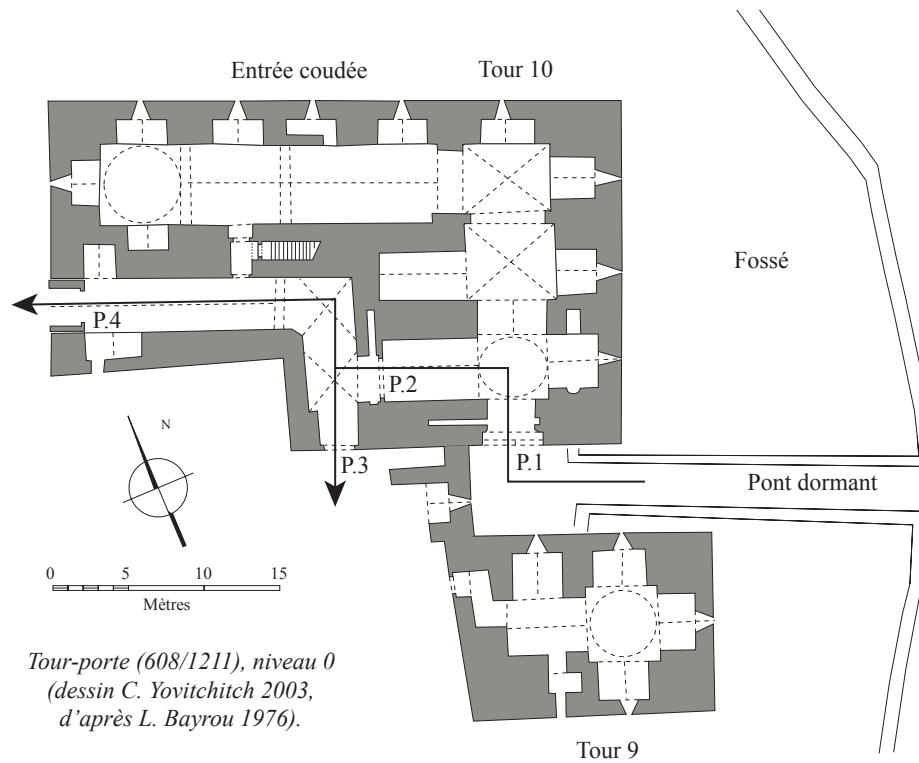 Entrée coudée
Tour 10
Fossé
P.4
P.2
P.1
P.3
Pont dormant
N
0 5 10 15
Mètres
Tour-porte (608/1211), niveau 0
(dessin C. Yovitchitch 2003,
d'après L. Bayrou 1976).
Tour 9